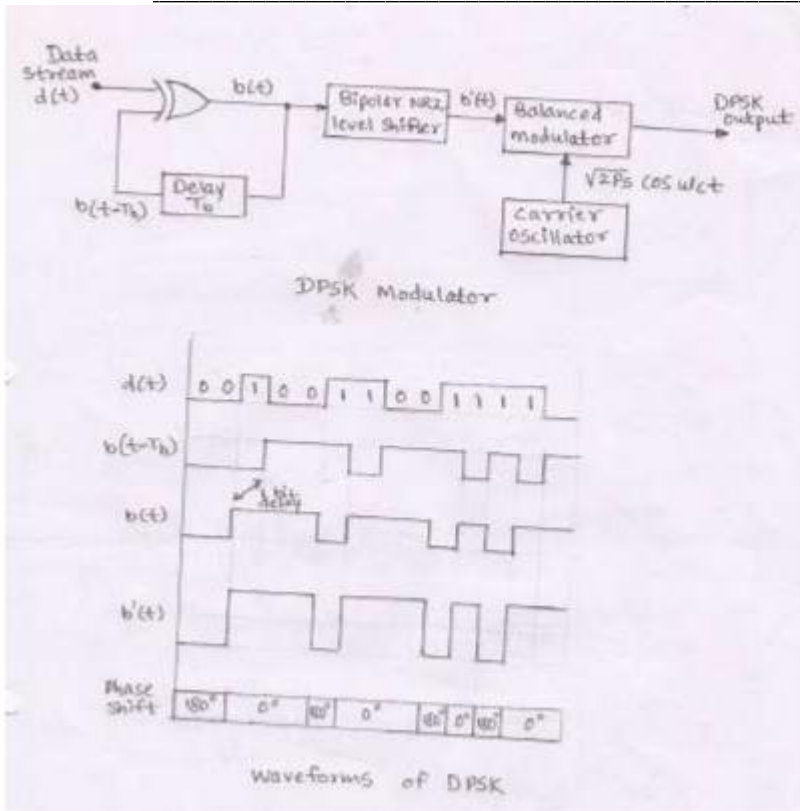 Data
Stream
d(t)
b(t)
Bipolar NRZ
level Shifter
b'(t)
Balanced
modulator
DPSK
output
Delay
Tb
b(t-Tb)
√2Ps cos ωct
Carrier
Oscillator
DPSK Modulator
d(t) 0 0 1 0 0 1 1 0 0 1 1 1 1
b(t-Tb)
bit
delay
b(t)
b'(t)
Phase
Shift 180° 0° 180° 0° 180° 0° 180° 0°
Waveforms of DPSK